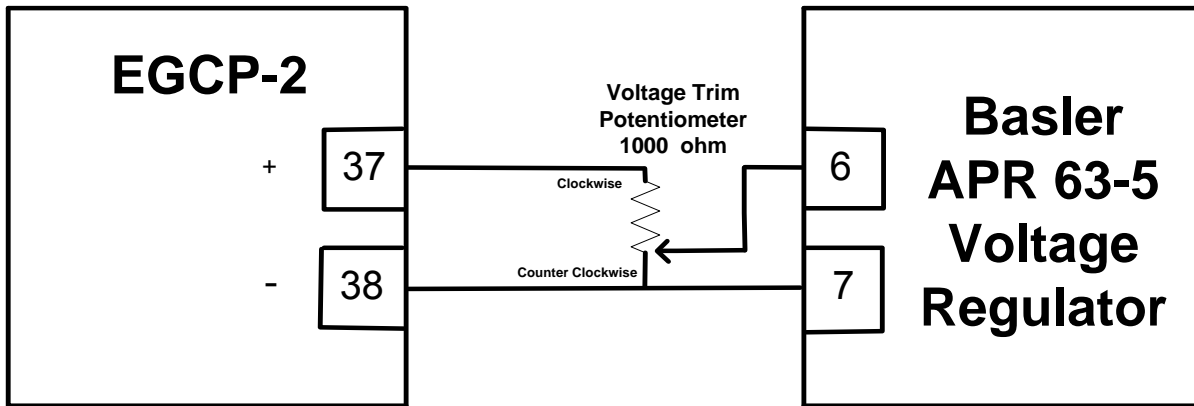 EGCP-2
Voltage Trim
Potentiometer
1000 ohm
Basler
APR 63-5
Voltage
Regulator
+
37
Clockwise
6
-
38
Counter Clockwise
7